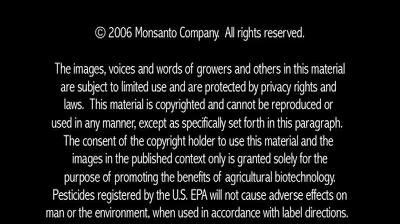 © 2006 Monsanto Company.  All rights reserved.
The images, voices and words of growers and others in this material
are subject to limited use and are protected by privacy rights and
laws.  This material is copyrighted and cannot be reproduced or
used in any manner, except as specifically set forth in this paragraph.
The consent of the copyright holder to use this material and the
images in the published context only is granted solely for the
purpose of promoting the benefits of agricultural biotechnology.
Pesticides registered by the U.S. EPA will not cause adverse effects on
man or the environment, when used in accordance with label directions.